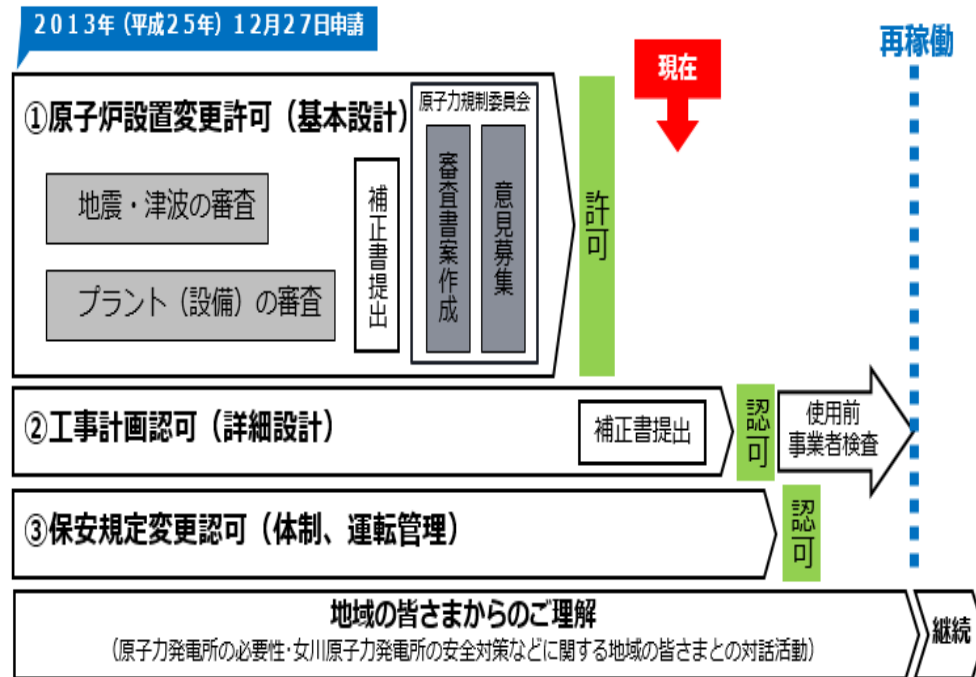 2013年（平成25年）12月27日申請
現在
再稼働
①原子炉設置変更許可（基本設計）
地震・津波の審査
プラント（設備）の審査
補正書提出
原子力規制委員会
審査書案作成
意見募集
許可
②工事計画認可（詳細設計）
補正書提出
認可
使用前
事業者検査
③保安規定変更認可（体制、運転管理）
認可
地域の皆さまからのご理解
（原子力発電所の必要性・女川原子力発電所の安全対策などに関する地域の皆さまとの対話活動）
継続